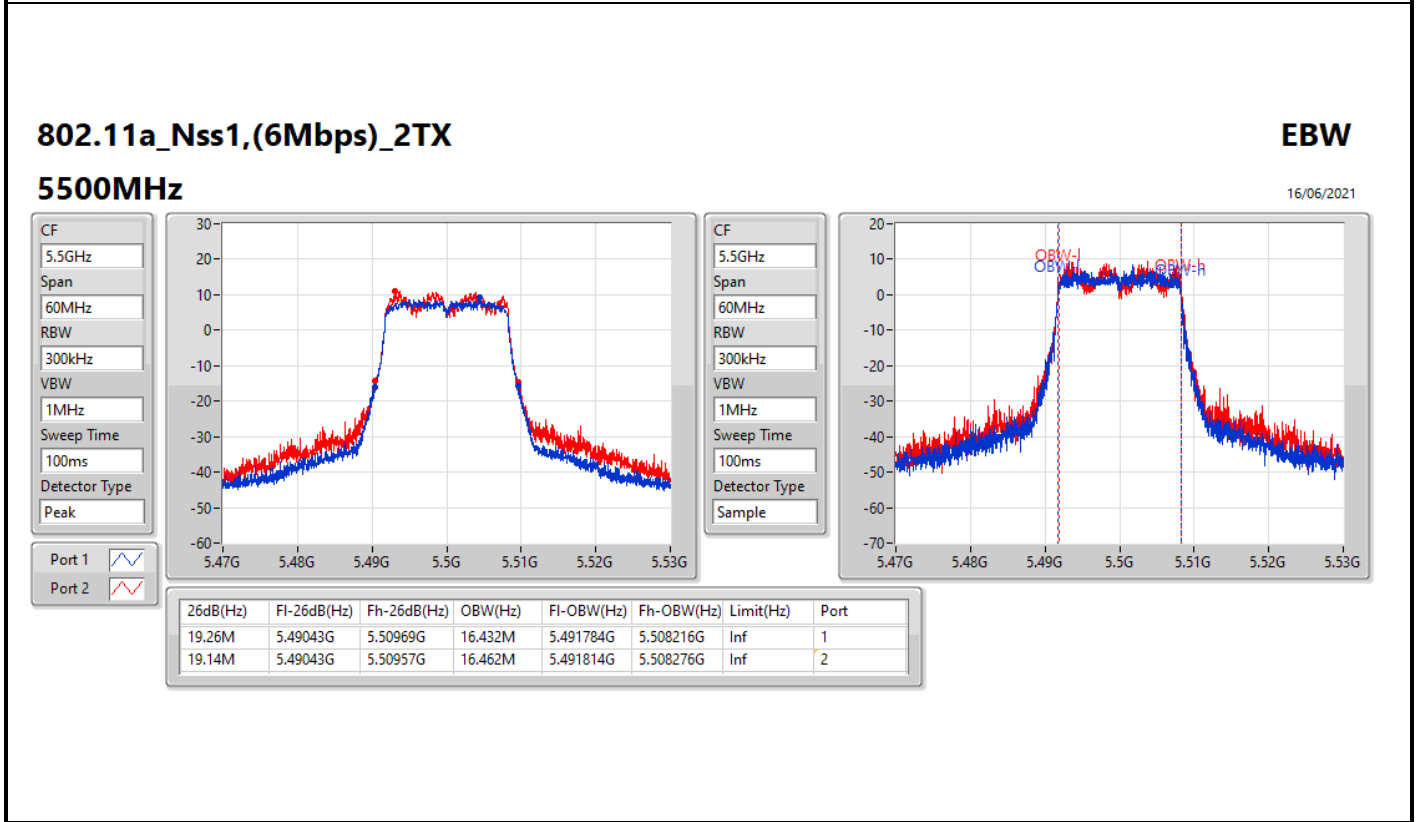 802.11a_Nss1,(6Mbps)_2TX
EBW
5500MHz
16/06/2021
CF
5.5GHz
Span
60MHz
RBW
300kHz
VBW
1MHz
Sweep Time
100ms
Detector Type
Peak
Port 1
Port 2
30
20
10
0
-10
-20
-30
-40
-50
-60
5.47G 5.48G 5.49G 5.5G 5.51G 5.52G 5.53G
CF
5.5GHz
Span
60MHz
RBW
300kHz
VBW
1MHz
Sweep Time
100ms
Detector Type
Sample
20
10
0
-10
-20
-30
-40
-50
-60
-70
OBW-l
OBW-l
OBW-h
OBW-h
5.47G 5.48G 5.49G 5.5G 5.51G 5.52G 5.53G
26dB(Hz) Fl-26dB(Hz) Fh-26dB(Hz) OBW(Hz) Fl-OBW(Hz) Fh-OBW(Hz) Limit(Hz) Port
19.26M 5.49043G 5.50969G 16.432M 5.491784G 5.508216G Inf 1
19.14M 5.49043G 5.50957G 16.462M 5.491814G 5.508276G Inf 2